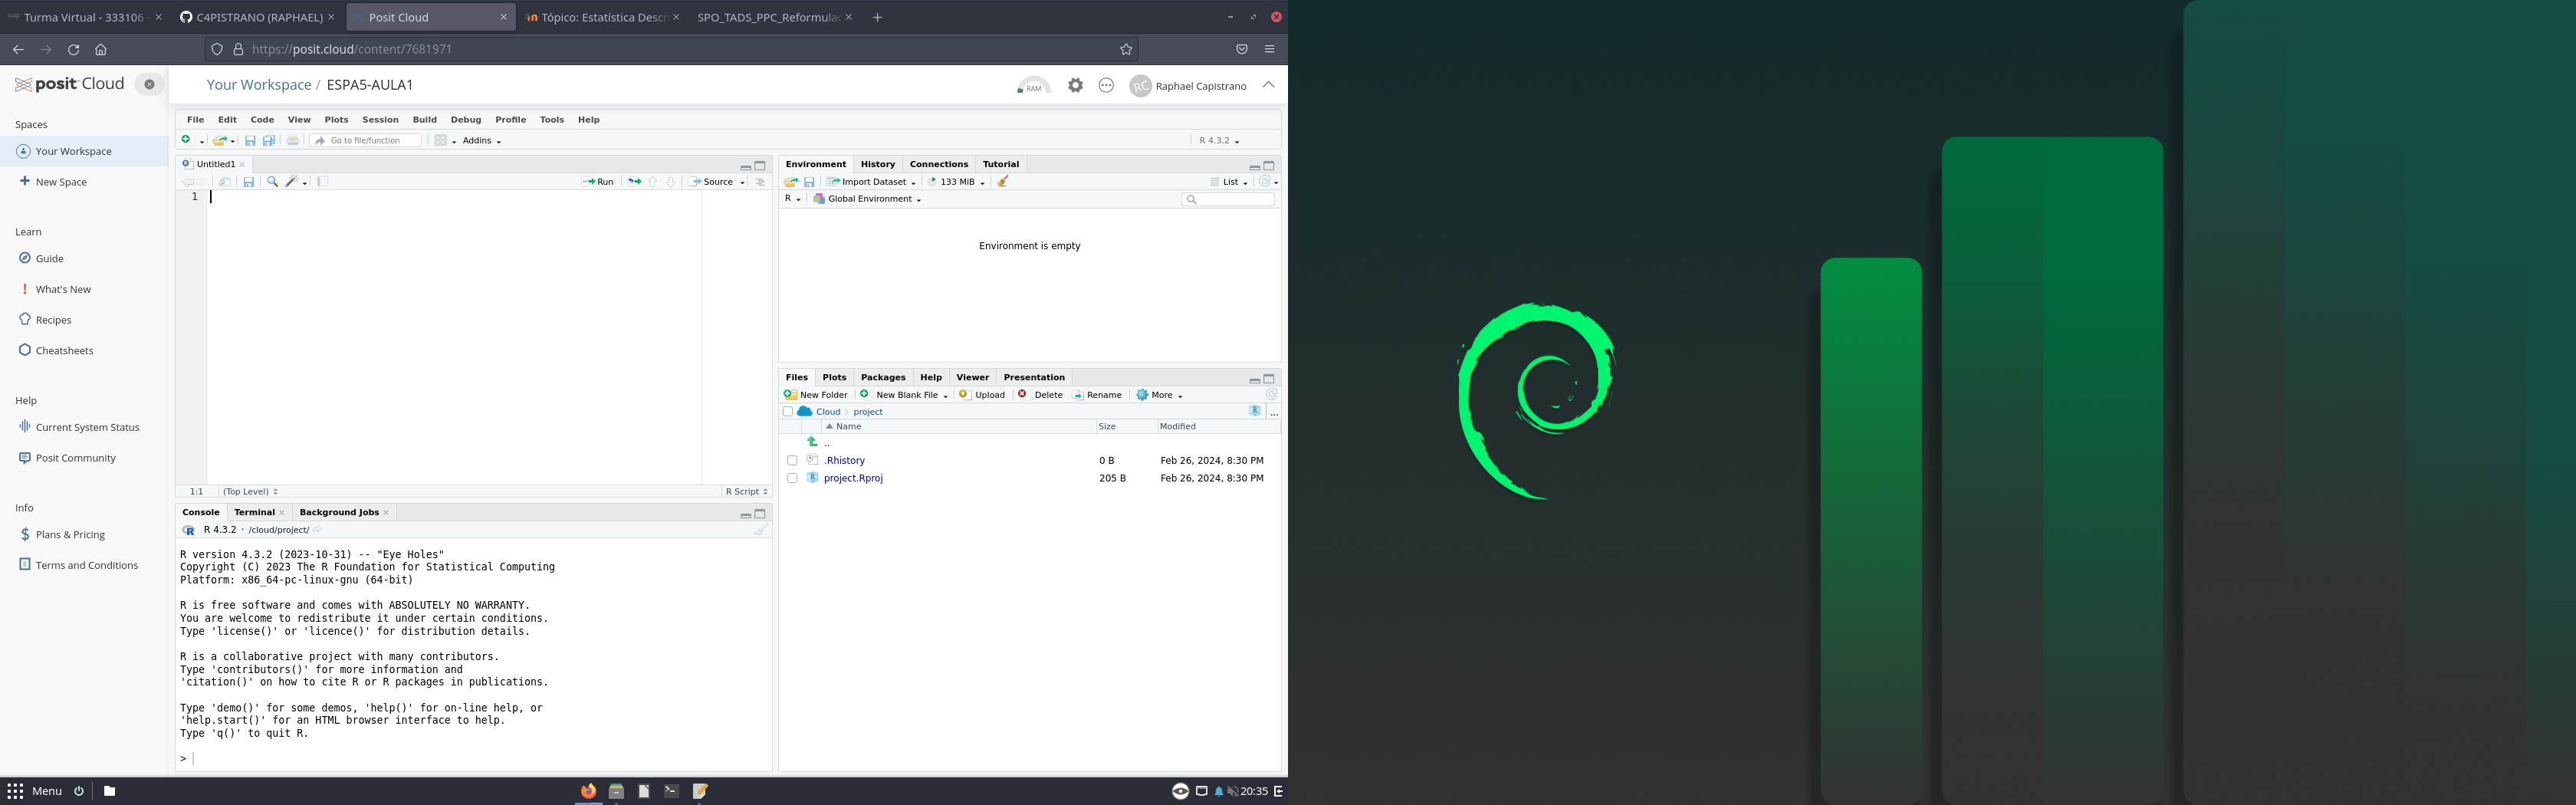 Turma Virtual - 333106
C4PISTRANO (RAPHAEL)
Posit Cloud
Tópico: Estatística Descr
SPO_TADS_PPC_Reformulac
https://posit.cloud/content/7681971
posit Cloud
Your Workspace / ESPA5-AULA1
RAM
RC
Raphael Capistrano
Spaces
Your Workspace
New Space
Learn
Guide
What's New
Recipes
Cheatsheets
Help
Current System Status
Posit Community
Info
Plans & Pricing
Terms and Conditions
File Edit Code View Plots Session Build Debug Profile Tools Help
Go to file/function
Addins
R 4.3.2
Untitled1
Run
Source
1
1:1 (Top Level)
R Script
Console Terminal Background Jobs
R 4.3.2 · /cloud/project/
R version 4.3.2 (2023-10-31) -- "Eye Holes"
Copyright (C) 2023 The R Foundation for Statistical Computing
Platform: x86_64-pc-linux-gnu (64-bit)
R is free software and comes with ABSOLUTELY NO WARRANTY.
You are welcome to redistribute it under certain conditions.
Type 'license()' or 'licence()' for distribution details.
R is a collaborative project with many contributors.
Type 'contributors()' for more information and
'citation()' on how to cite R or R packages in publications.
Type 'demo()' for some demos, 'help()' for on-line help, or
'help.start()' for an HTML browser interface to help.
Type 'q()' to quit R.
>
Environment History Connections Tutorial
Import Dataset
133 MiB
List
R
Global Environment
Environment is empty
Files Plots Packages Help Viewer Presentation
New Folder New Blank File Upload Delete Rename More
Cloud project
...
Name Size Modified
..
.Rhistory 0 B Feb 26, 2024, 8:30 PM
project.Rproj 205 B Feb 26, 2024, 8:30 PM
Menu
20:35